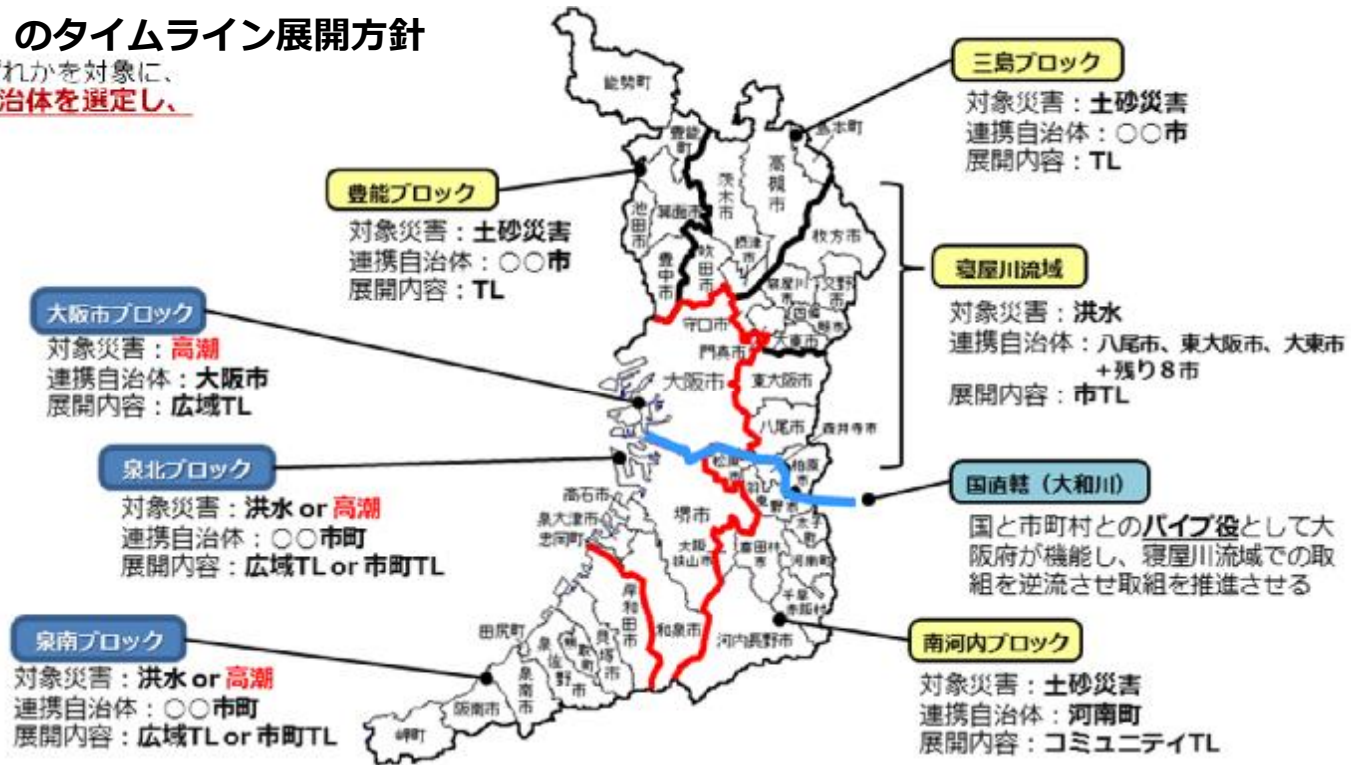 のタイムライン展開方針
れかを対象に、
治体を選定し、
三島ブロック
対象災害：土砂災害
連携自治体：○○市
展開内容：TL
豊能ブロック
対象災害：土砂災害
連携自治体：○○市
展開内容：TL
寝屋川流域
対象災害：洪水
連携自治体：八尾市、東大阪市、大東市
+残り８市
展開内容：市TL
大阪市ブロック
対象災害：高潮
連携自治体：大阪市
展開内容：広域TL
泉北ブロック
対象災害：洪水 or 高潮
連携自治体：○○市町
展開内容：広域TL or 市町TL
国直轄（大和川）
国と市町村とのパイプ役として大
阪府が機能し、寝屋川流域での取
組を逆流させ取組を推進させる
泉南ブロック
対象災害：洪水 or 高潮
連携自治体：○○市町
展開内容：広域TL or 市町TL
南河内ブロック
対象災害：土砂災害
連携自治体：河南町
展開内容：コミュニティTL
能勢町
豊能町
島本町
高槻市
茨木市
池田市
箕面市
豊中市
吹田市
摂津市
枚方市
寝屋川市
交野市
守口市
門真市
大東市
大阪市
東大阪市
八尾市
柏原市
松原市
高石市
泉大津市
忠岡町
堺市
大阪狭山市
富田林市
太子町
河南町
千早赤阪村
河内長野市
和泉市
岸和田市
貝塚市
熊取町
泉佐野市
田尻町
泉南市
阪南市
岬町